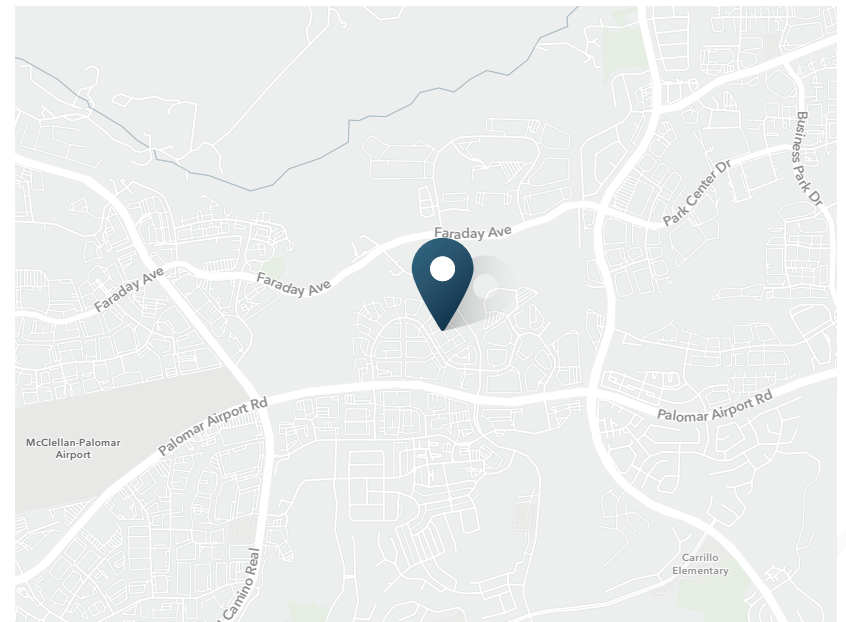 Business Park Dr
Park Center Dr
Faraday Ave
Faraday Ave
Faraday Ave
Palomar Airport Rd
Palomar Airport Rd
McClellan-Palomar
Airport
Carrillo
Elementary
Camino Real